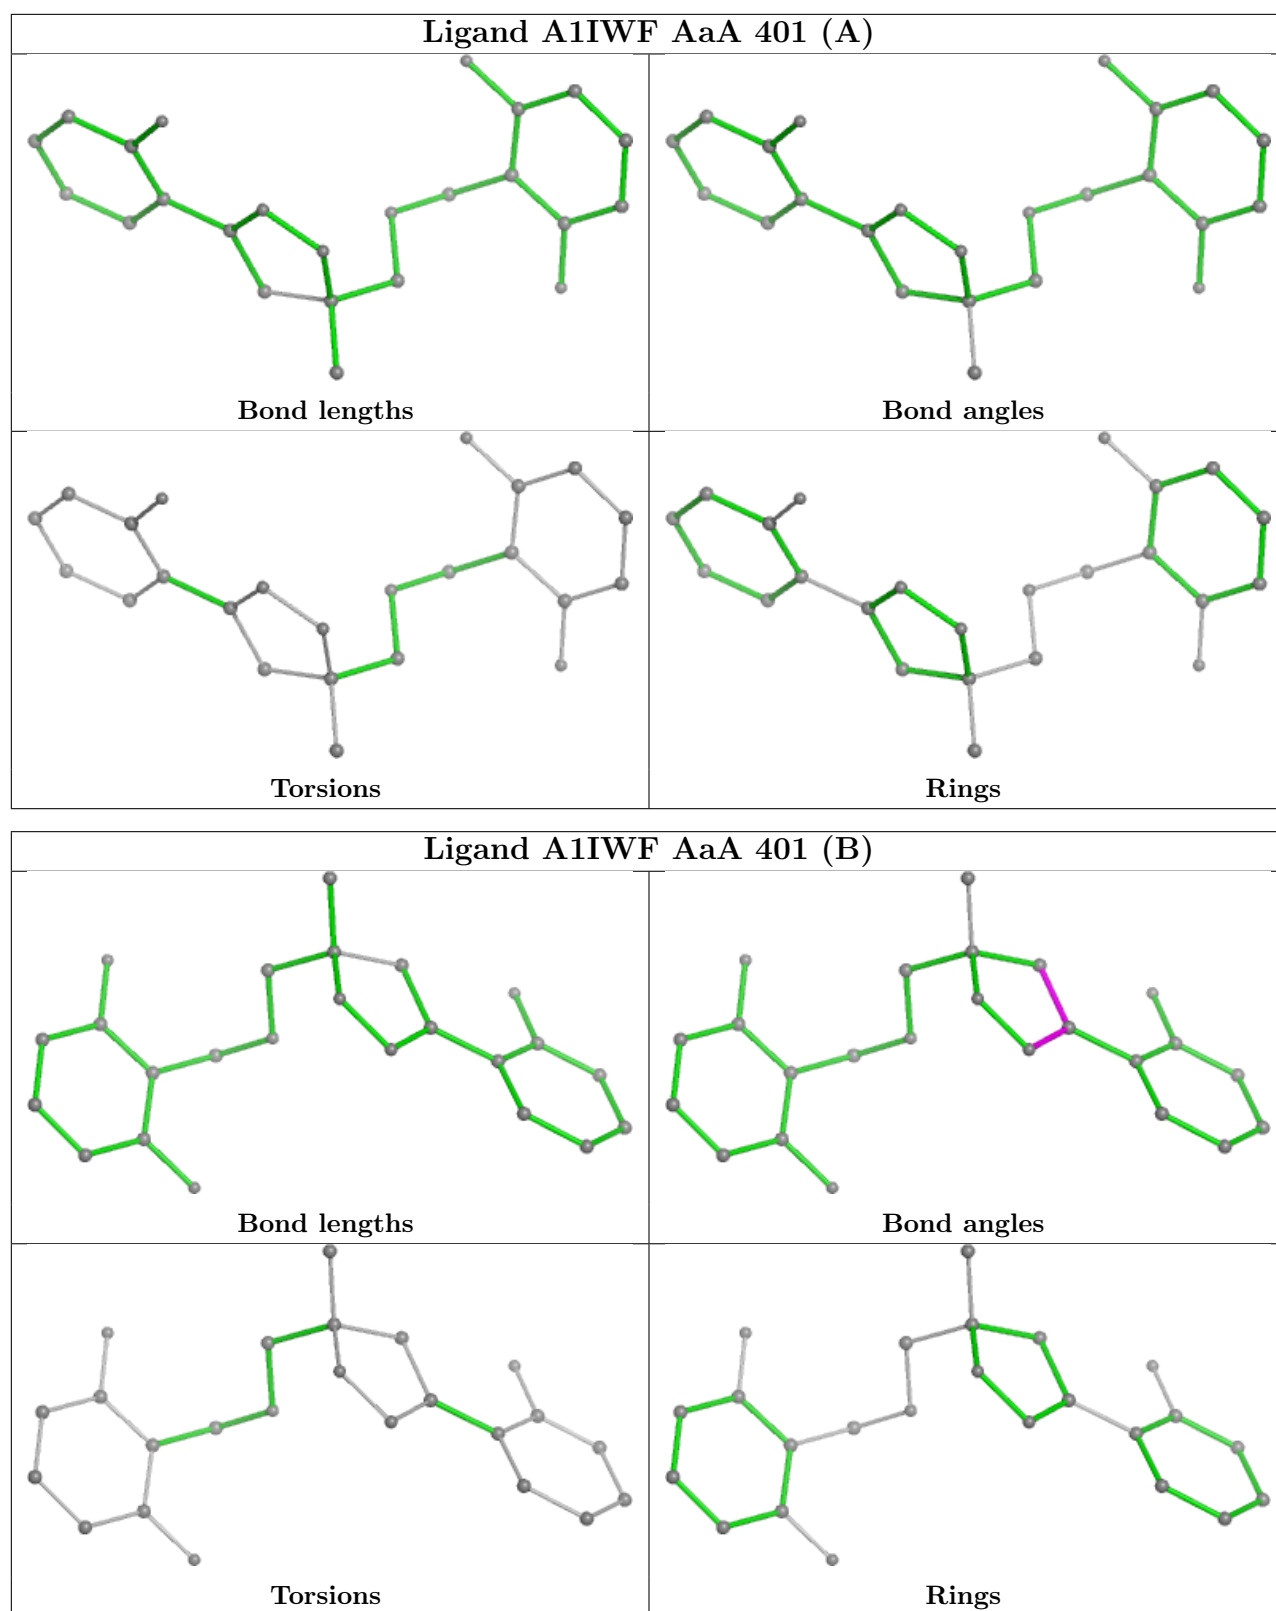 Ligand A1IWF AaA 401 (A)
Bond lengths
Bond angles
Torsions
Rings
Ligand A1IWF AaA 401 (B)
Bond lengths
Bond angles
Torsions
Rings